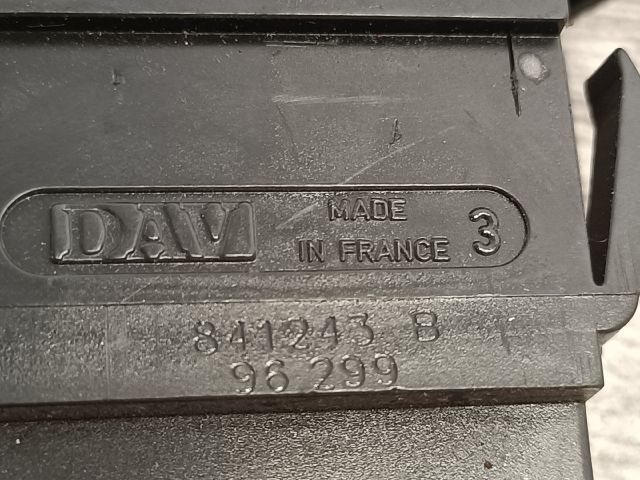 DAV
MADE
IN FRANCE
3
841243 B
96 299